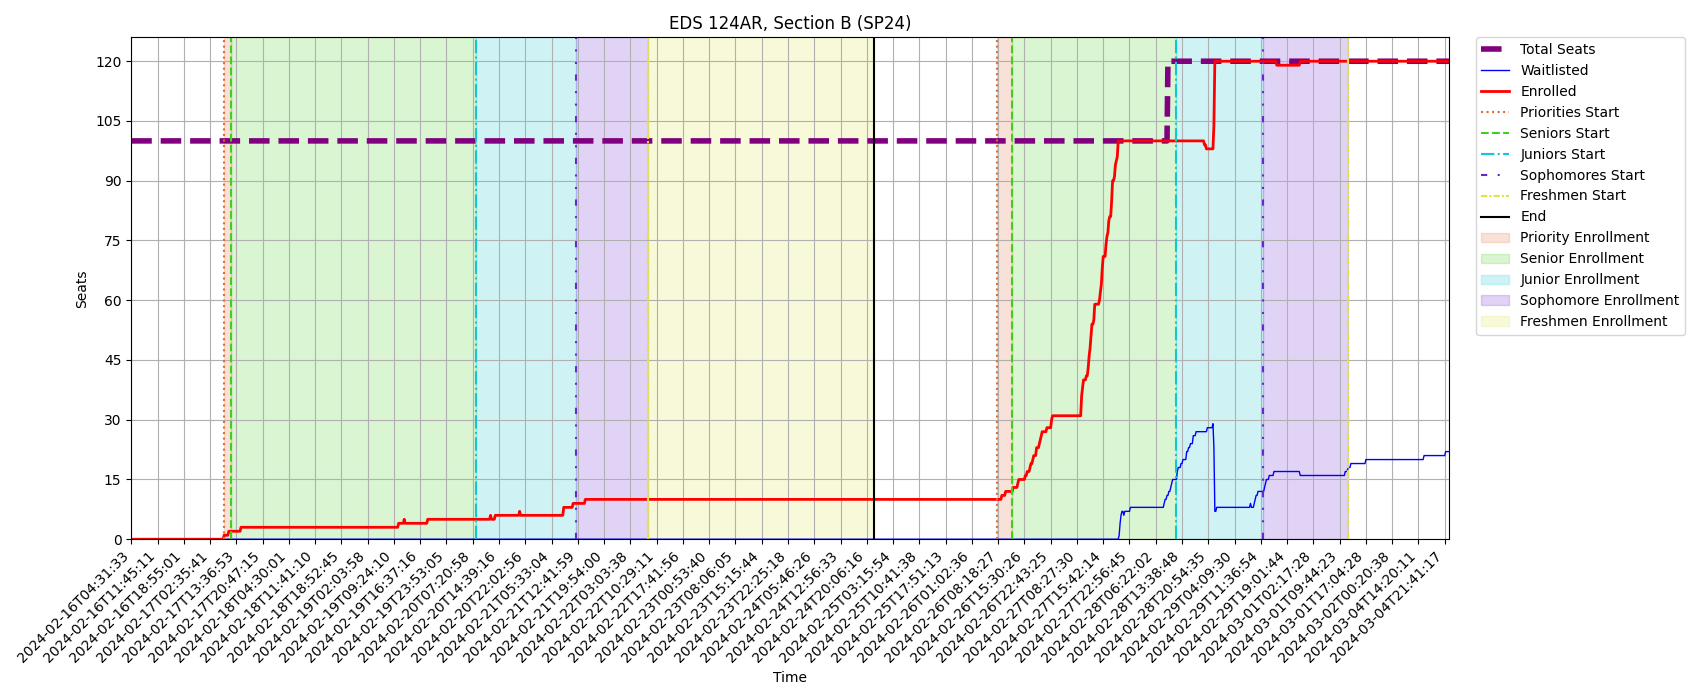 EDS 124AR, Section B (SP24)
Total Seats
Waitlisted
Enrolled
Priorities Start
Seniors Start
Juniors Start
Sophomores Start
Freshmen Start
End
Priority Enrollment
Senior Enrollment
Junior Enrollment
Sophomore Enrollment
Freshmen Enrollment
Seats
120
105
90
75
60
45
30
15
0
2024-02-16T04:31:33
2024-02-16T11:45:11
2024-02-16T18:55:01
2024-02-17T02:35:41
2024-02-17T13:36:53
2024-02-17T20:47:15
2024-02-18T04:30:01
2024-02-18T11:41:10
2024-02-18T18:52:45
2024-02-19T02:03:58
2024-02-19T09:24:10
2024-02-19T16:37:16
2024-02-19T23:53:05
2024-02-20T07:20:58
2024-02-20T14:39:16
2024-02-20T22:02:56
2024-02-21T05:33:04
2024-02-21T12:41:59
2024-02-21T19:54:00
2024-02-22T03:03:38
2024-02-22T10:29:11
2024-02-22T17:41:56
2024-02-23T00:53:40
2024-02-23T08:06:05
2024-02-23T15:15:44
2024-02-23T22:25:18
2024-02-24T05:46:26
2024-02-24T12:56:33
2024-02-24T20:06:16
2024-02-25T03:15:54
2024-02-25T10:41:38
2024-02-25T17:51:13
2024-02-26T01:02:36
2024-02-26T08:18:27
2024-02-26T15:30:26
2024-02-26T22:43:25
2024-02-27T08:27:30
2024-02-27T15:42:14
2024-02-27T22:56:45
2024-02-28T06:22:02
2024-02-28T13:38:48
2024-02-28T20:54:35
2024-02-29T04:09:30
2024-02-29T11:36:54
2024-02-29T19:01:44
2024-03-01T02:17:28
2024-03-01T09:44:23
2024-03-01T17:04:28
2024-03-02T00:20:38
2024-03-04T14:20:11
2024-03-04T21:41:17
Time